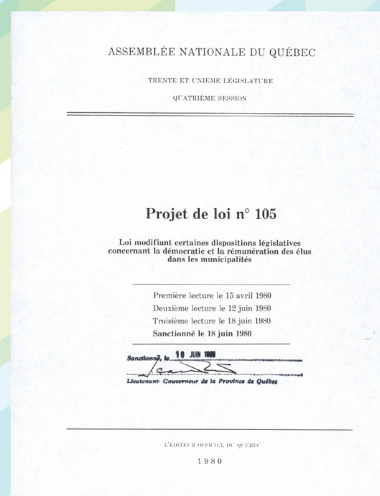 ASSEMBLÉE NATIONALE DU QUÉBEC
TRENTE ET UNIÈME LÉGISLATURE
QUATRIÈME SESSION
Projet de loi n° 105
Loi modifiant certaines dispositions législatives
concernant la démocratie et la rémunération des élus
dans les municipalités
Première lecture le 15 avril 1980
Deuxième lecture le 12 juin 1980
Troisième lecture le 18 juin 1980
Sanctionné le 18 juin 1980
Sanctionné, le 18 JUIN 1980
Lieutenant-Gouverneur de la Province de Québec
L'ÉDITEUR OFFICIEL DU QUÉBEC
1980